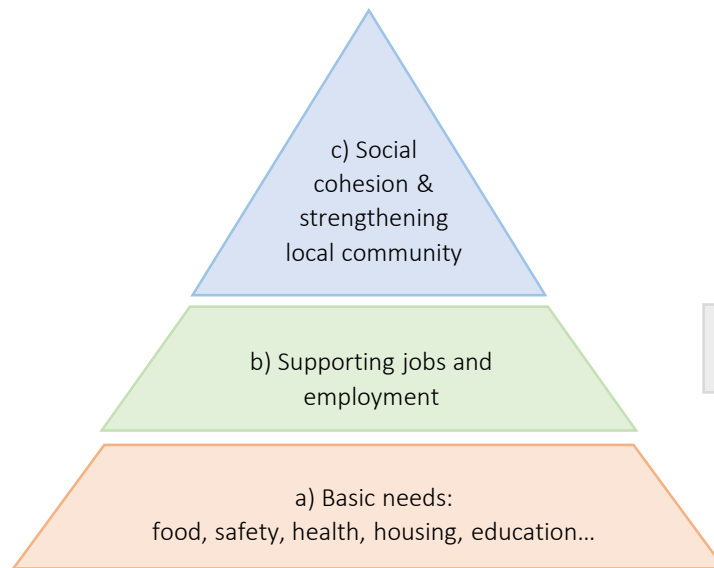 c) Social
cohesion &
strengthening
local community
b) Supporting jobs and
employment
a) Basic needs:
food, safety, health, housing, education…